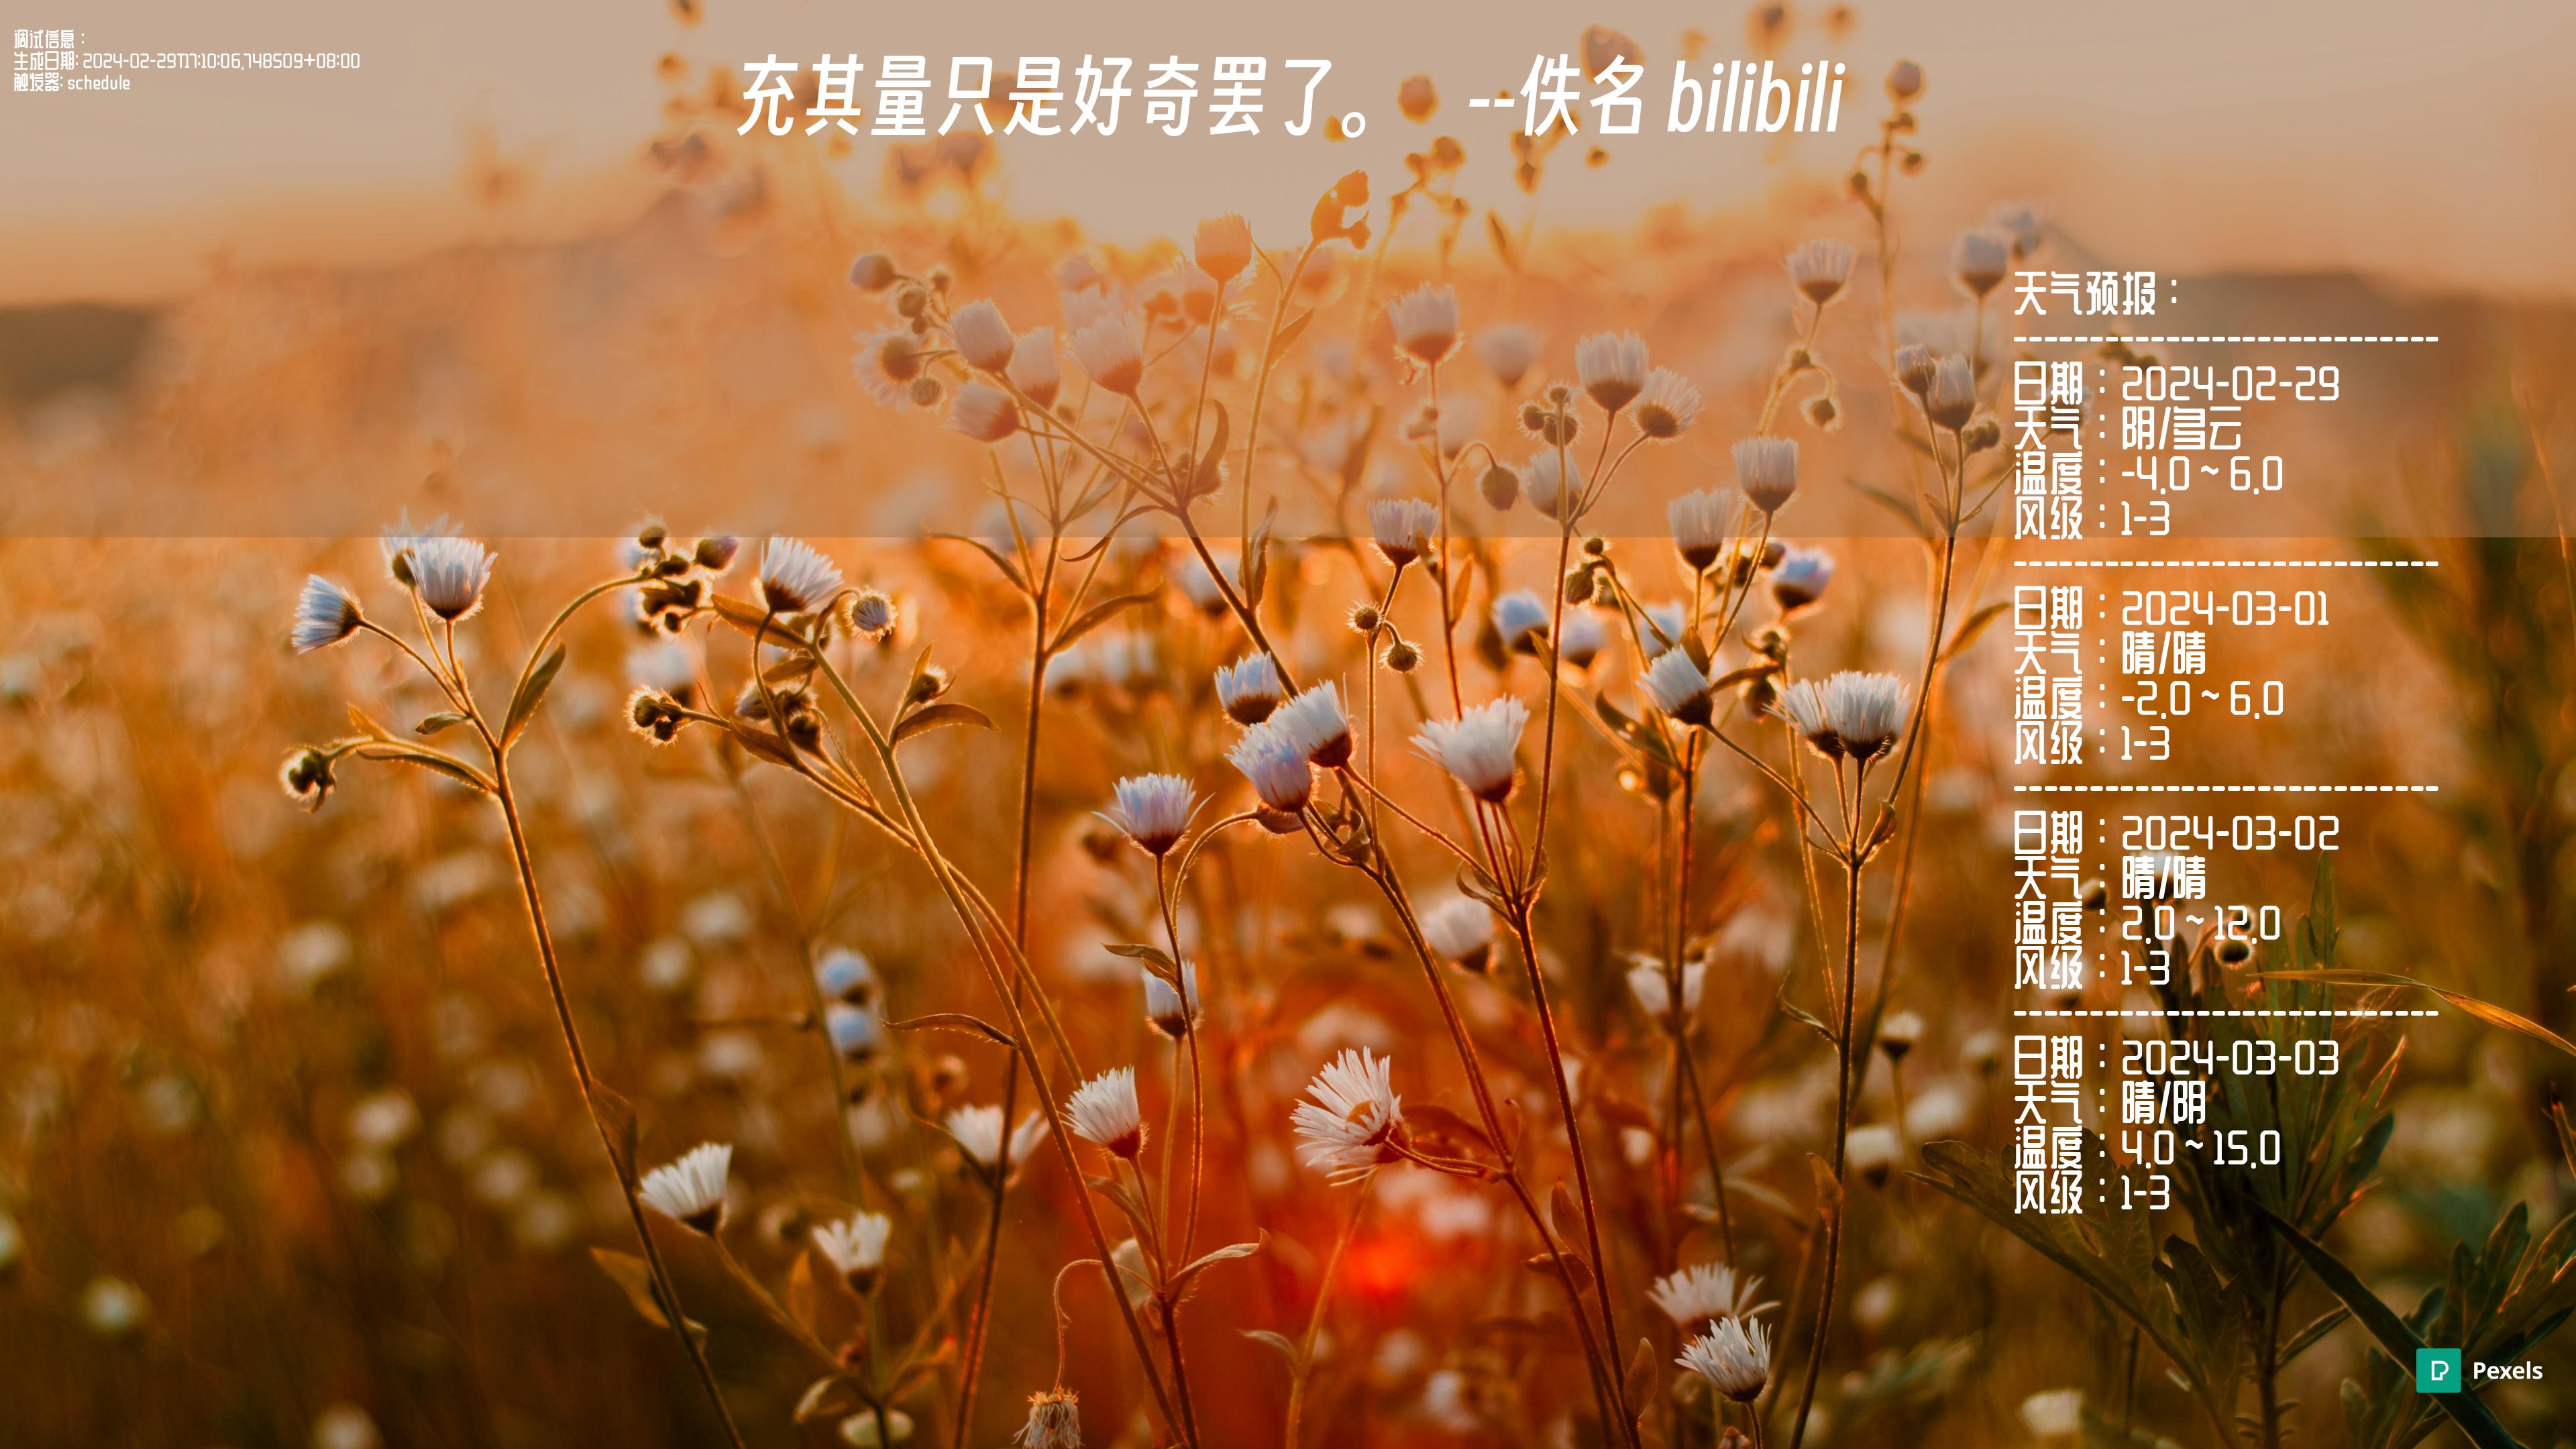 调试信息：
生成日期: 2024-02-29T17:10:06.748509+08:00
触发器: schedule
充其量只是好奇罢了。 --佚名 bilibili
天气预报：
----------------------------
日期：2024-02-29
天气：阴/多云
温度：-4.0 ~ 6.0
风级：1-3
----------------------------
日期：2024-03-01
天气：晴/晴
温度：-2.0 ~ 6.0
风级：1-3
----------------------------
日期：2024-03-02
天气：晴/晴
温度：2.0 ~ 12.0
风级：1-3
----------------------------
日期：2024-03-03
天气：晴/阴
温度：4.0 ~ 15.0
风级：1-3
Pexels